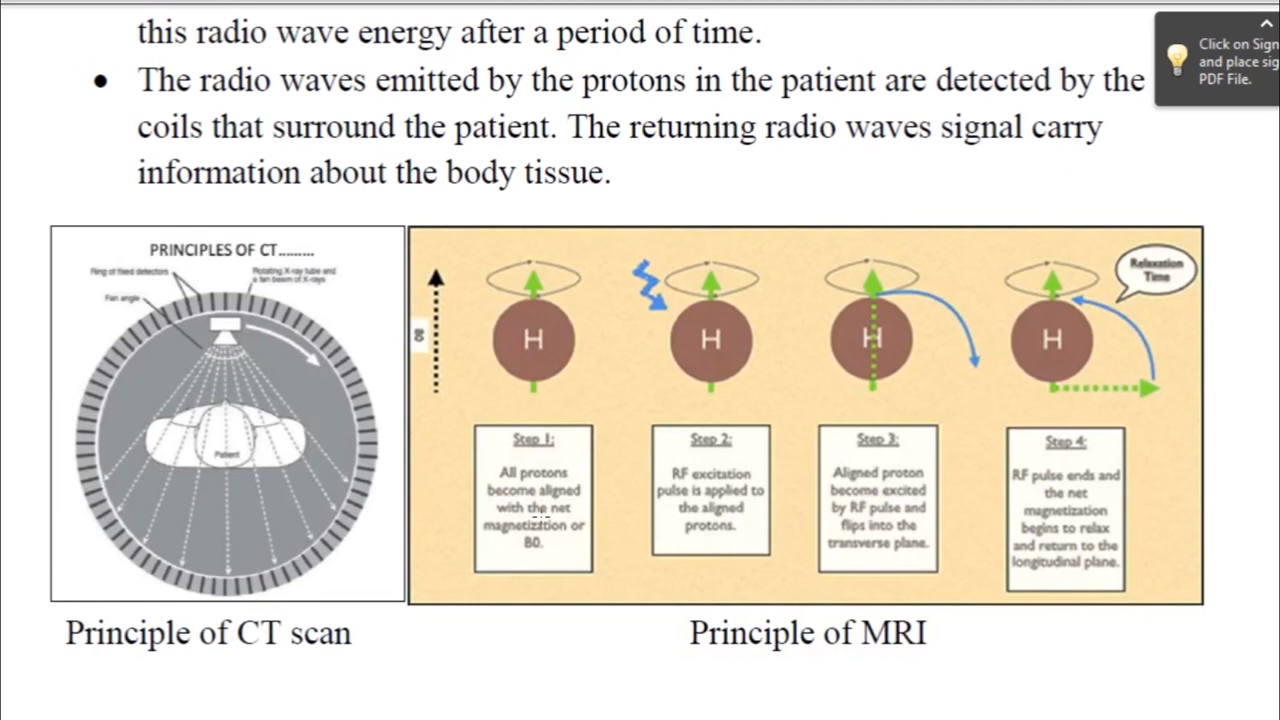 this radio wave energy after a period of time.
• The radio waves emitted by the protons in the patient are detected by the
coils that surround the patient. The returning radio waves signal carry
information about the body tissue.
Click on Sign
and place sig
PDF File.
PRINCIPLES OF CT.........
Ring of fixed detectors
Rotating X-ray tube and
a fan beam of X-rays
Fan angle
Patient
B0
H
H
H
H
Relaxation
Time
Step 1:
All protons
become aligned
with the net
magnetization or
B0.
Step 2:
RF excitation
pulse is applied to
the aligned
protons.
Step 3:
Aligned proton
become excited
by RF pulse and
flips into the
transverse plane.
Step 4:
RF pulse ends and
the net
magnetization
begins to relax
and return to the
longitudinal plane.
Principle of CT scan
Principle of MRI